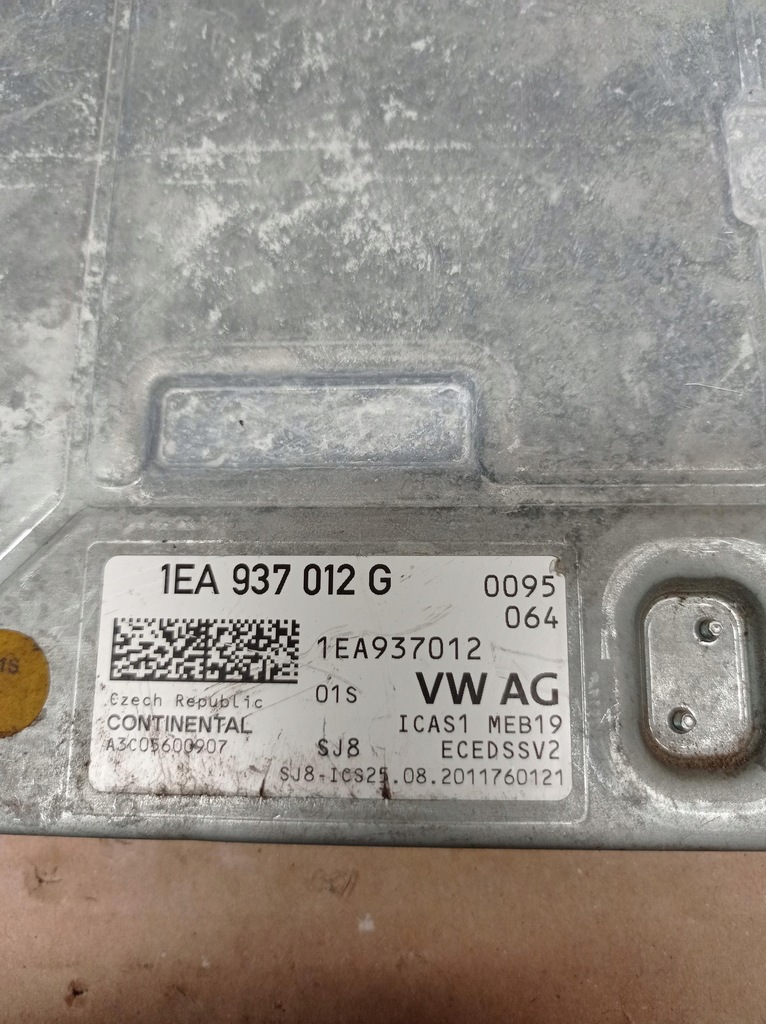 1EA 937 012 G
0095
064
1EA937012
Czech Republic
01S
VW AG
CONTINENTAL
ICAS1 MEB19
A3C05600907
SJ8
ECEDSSV2
SJ8-ICS25.08.2011760121